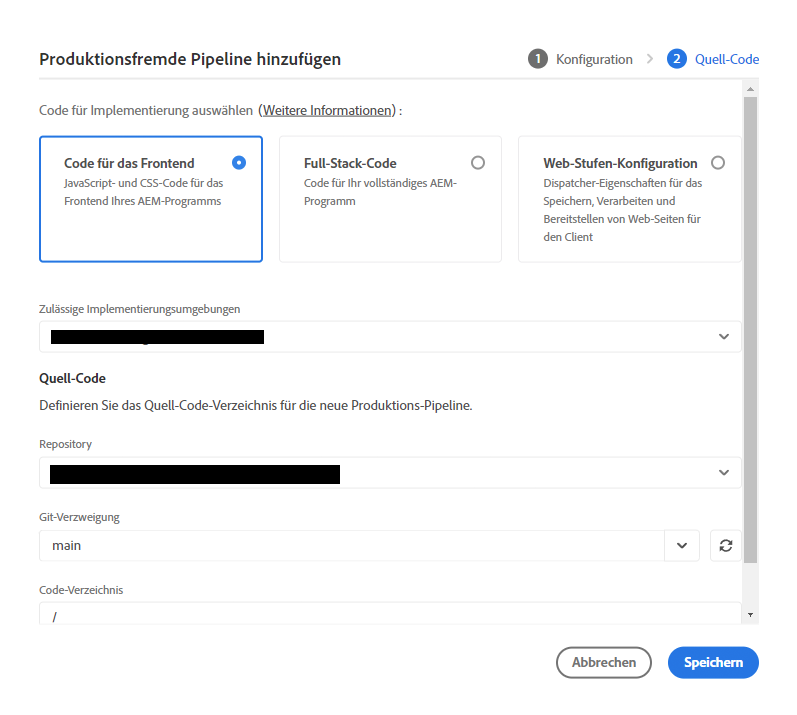 Produktionsfremde Pipeline hinzufügen
1 Konfiguration
2 Quell-Code
Code für Implementierung auswählen (Weitere Informationen) :
Code für das Frontend
JavaScript- und CSS-Code für das
Frontend Ihres AEM-Programms
Full-Stack-Code
Code für Ihr vollständiges AEM-
Programm
Web-Stufen-Konfiguration
Dispatcher-Eigenschaften für das
Speichern, Verarbeiten und
Bereitstellen von Web-Seiten für
den Client
Zulässige Implementierungsumgebungen
Quell-Code
Definieren Sie das Quell-Code-Verzeichnis für die neue Produktions-Pipeline.
Repository
Git-Verzweigung
main
Code-Verzeichnis
/
Abbrechen
Speichern